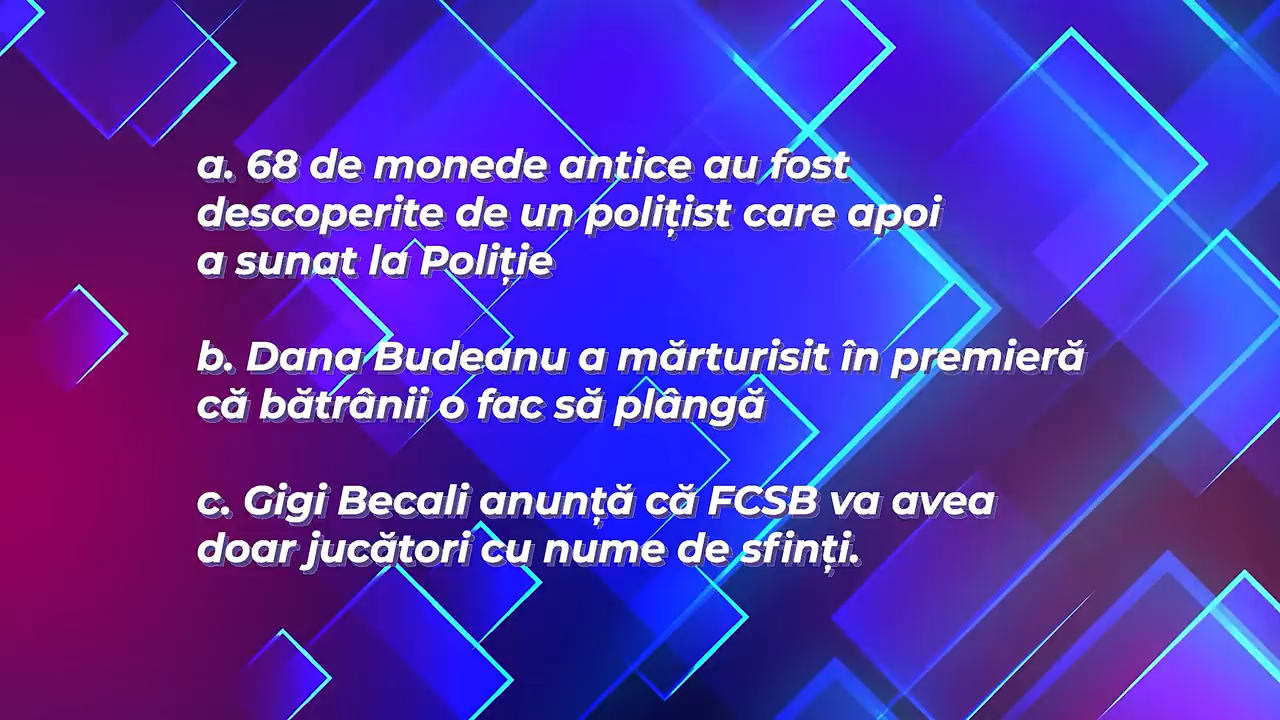 a. 68 de monede antice au fost
descoperite de un polițist care apoi
a sunat la Poliție
b. Dana Budeanu a mărturisit în premieră
că bătrânii o fac să plângă
c. Gigi Becali anunță că FCSB va avea
doar jucători cu nume de sfinți.